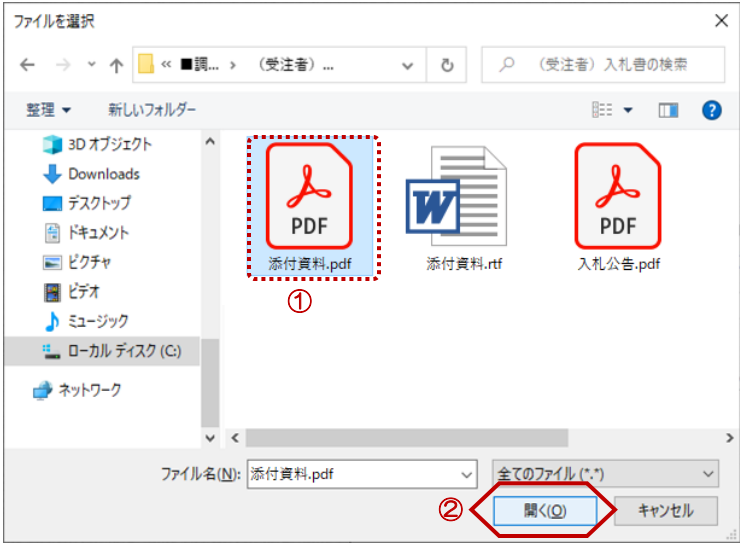 ファイルを選択
« ■調... › （受注者）...
（受注者）入札書の検索
整理
新しいフォルダー
3D オブジェクト
Downloads
デスクトップ
ドキュメント
ピクチャ
ビデオ
ミュージック
ローカル ディスク (C:)
ネットワーク
PDF
W
PDF
添付資料.pdf
添付資料.rtf
入札公告.pdf
①
ファイル名(N):
添付資料.pdf
全てのファイル (*.*)
②
開く(O)
キャンセル